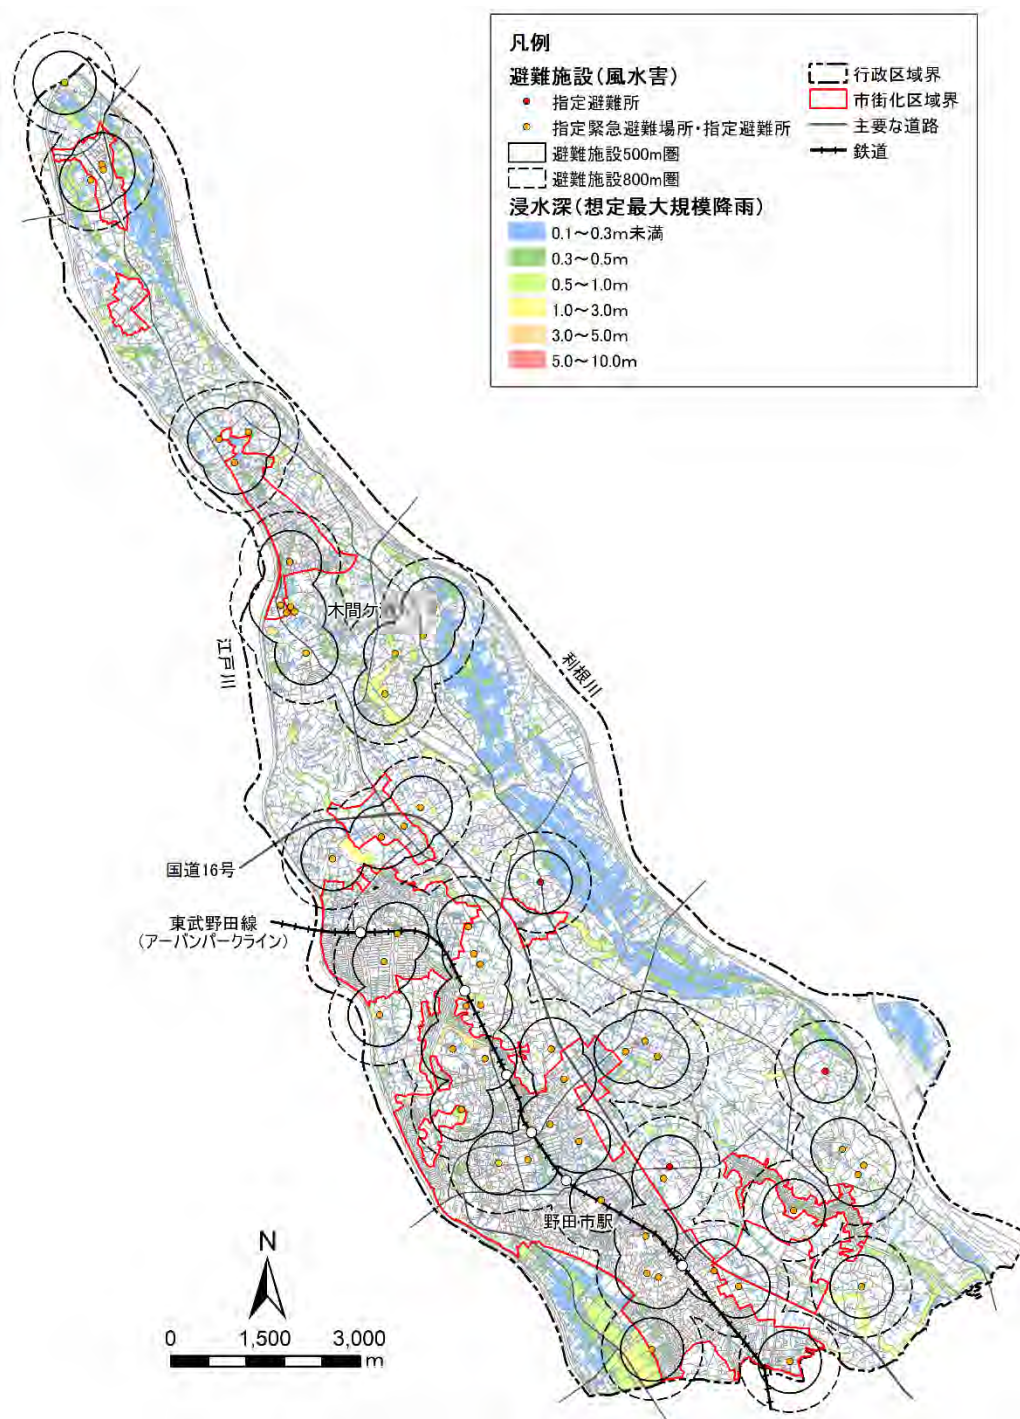 凡例
避難施設(風水害)
指定避難所
指定緊急避難場所・指定避難所
避難施設500m圏
避難施設800m圏
浸水深(想定最大規模降雨)
0.1～0.3m未満
0.3～0.5m
0.5～1.0m
1.0～3.0m
3.0～5.0m
5.0～10.0m
行政区域界
市街化区域界
主要な道路
鉄道
木間ケ
江戸川
利根川
国道16号
東武野田線
(アーバンパークライン)
野田市駅
N
0 1,500 3,000
m